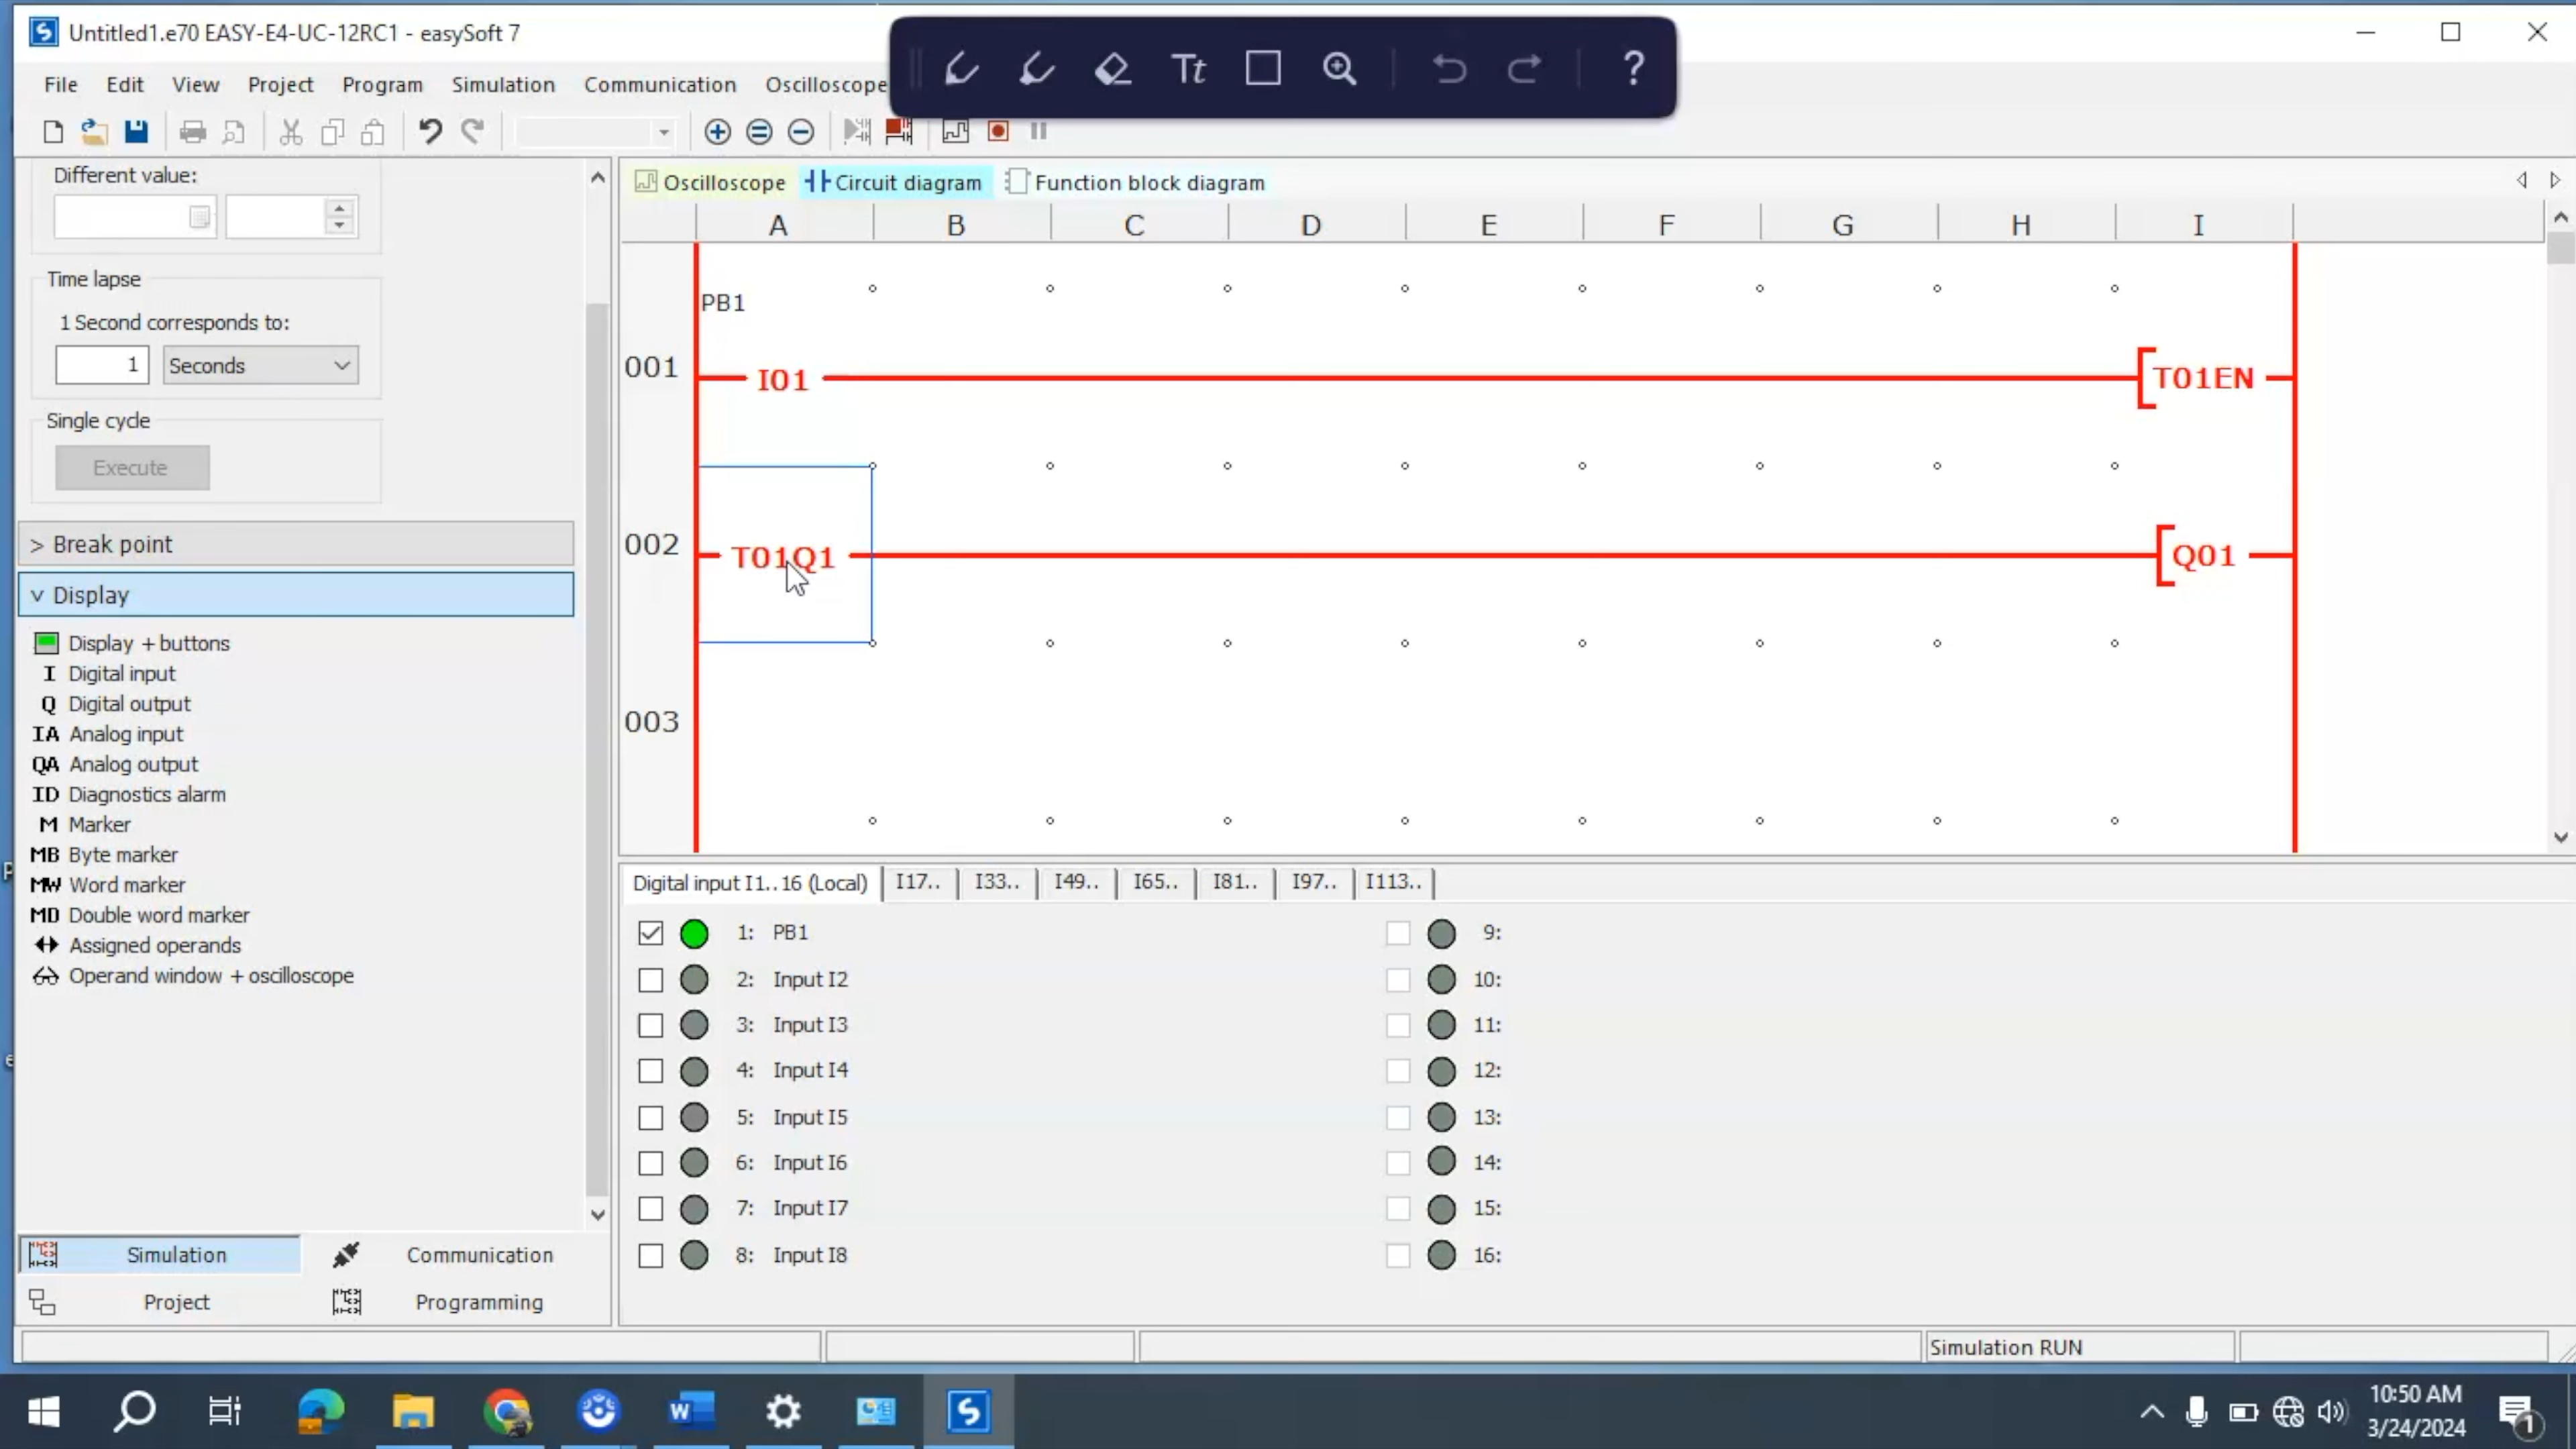 Untitled1.e70 EASY-E4-UC-12RC1 - easySoft 7
File Edit View Project Program Simulation Communication Oscilloscope
Tt
?
Different value:
Time lapse
1 Second corresponds to:
1 Seconds
Single cycle
Execute
> Break point
v Display
Display + buttons
I Digital input
Q Digital output
IA Analog input
QA Analog output
ID Diagnostics alarm
M Marker
MB Byte marker
MW Word marker
MD Double word marker
Assigned operands
Operand window + oscilloscope
Simulation Communication
Project Programming
Oscilloscope Circuit diagram Function block diagram
A B C D E F G H I
PB1
001 I01 T01EN
002 T01Q1 Q01
003
Digital input I1..16 (Local) I17.. I33.. I49.. I65.. I81.. I97.. I113..
1: PB1 9:
2: Input I2 10:
3: Input I3 11:
4: Input I4 12:
5: Input I5 13:
6: Input I6 14:
7: Input I7 15:
8: Input I8 16:
Simulation RUN
10:50 AM
3/24/2024
1